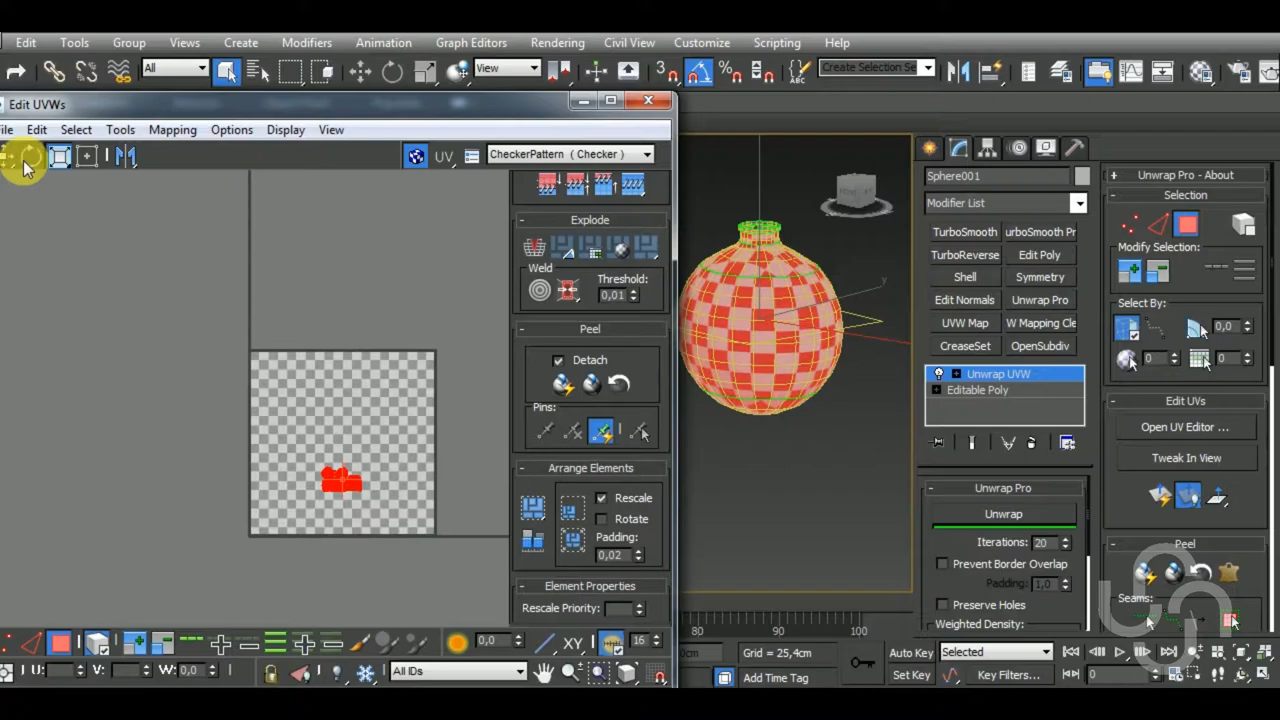 Edit Tools Group Views Create Modifiers Animation Graph Editors Rendering Civil View Customize Scripting Help
All View 3 Create Selection Se
Edit UVWs
File Edit Select Tools Mapping Options Display View
UV CheckerPattern ( Checker )
Explode
Weld
Threshold:
0,01
Peel
Detach
Pins:
Arrange Elements
Rescale
Rotate
Padding:
0,02
Element Properties
Rescale Priority:
0,0 XY 16
U: V: W: 0,0 All IDs
80 90 100
0cm Grid = 25,4cm
Add Time Tag
Auto Key Selected
Set Key Key Filters... 0
Sphere001
Modifier List
TurboSmooth urboSmooth Pr
TurboReverse Edit Poly
Shell Symmetry
Edit Normals Unwrap Pro
UVW Map W Mapping Cle
CreaseSet OpenSubdiv
Unwrap UVW
Editable Poly
Unwrap Pro
Unwrap
Iterations: 20
Prevent Border Overlap
Padding: 1,0
Preserve Holes
Weighted Density:
Unwrap Pro - About
Selection
Modify Selection:
Select By:
0,0
0 0
Edit UVs
Open UV Editor ...
Tweak In View
Peel
Seams: